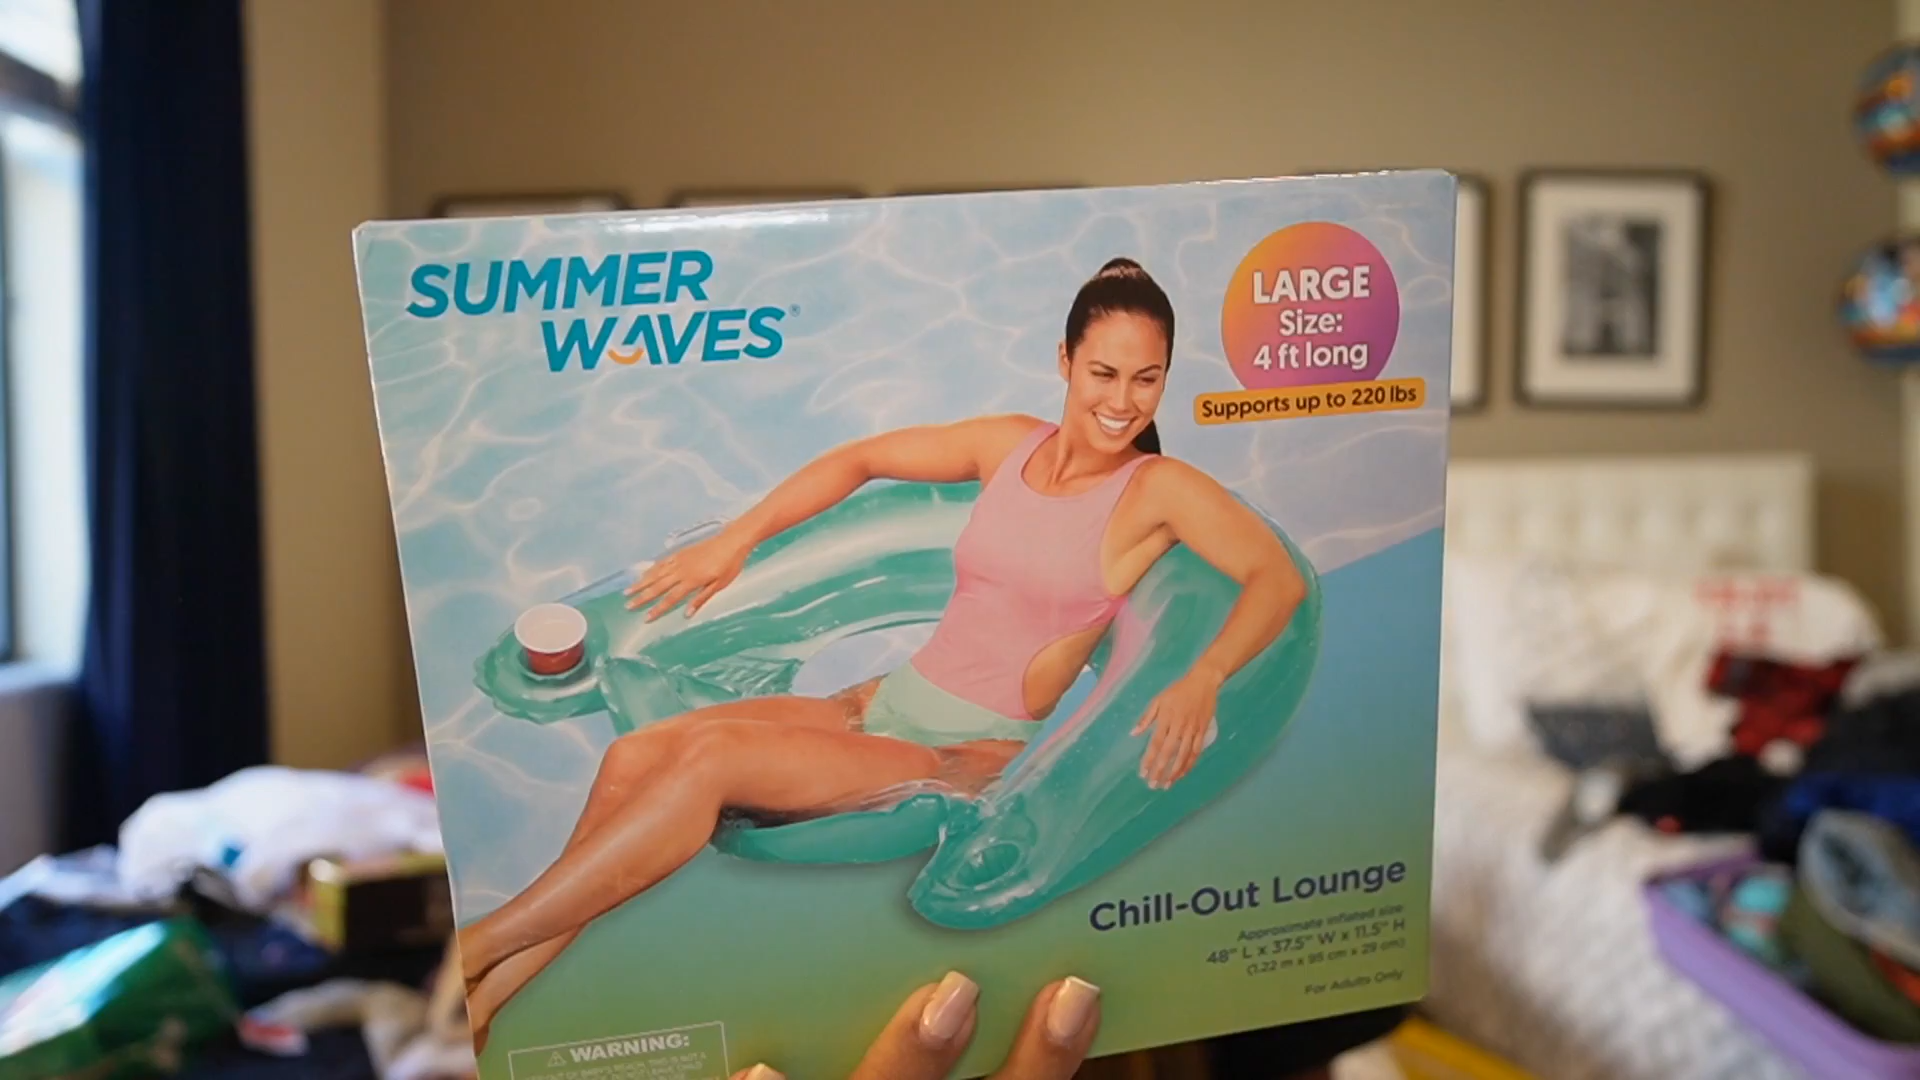 SUMMER
WAVES®
LARGE
Size:
4 ft long
Supports up to 220 lbs
Chill-Out Lounge
Approximate inflated size
48" L x 37.5" W x 11.5" H
(1.22 m x 95 cm x 29 cm)
For Adults Only
⚠ WARNING: